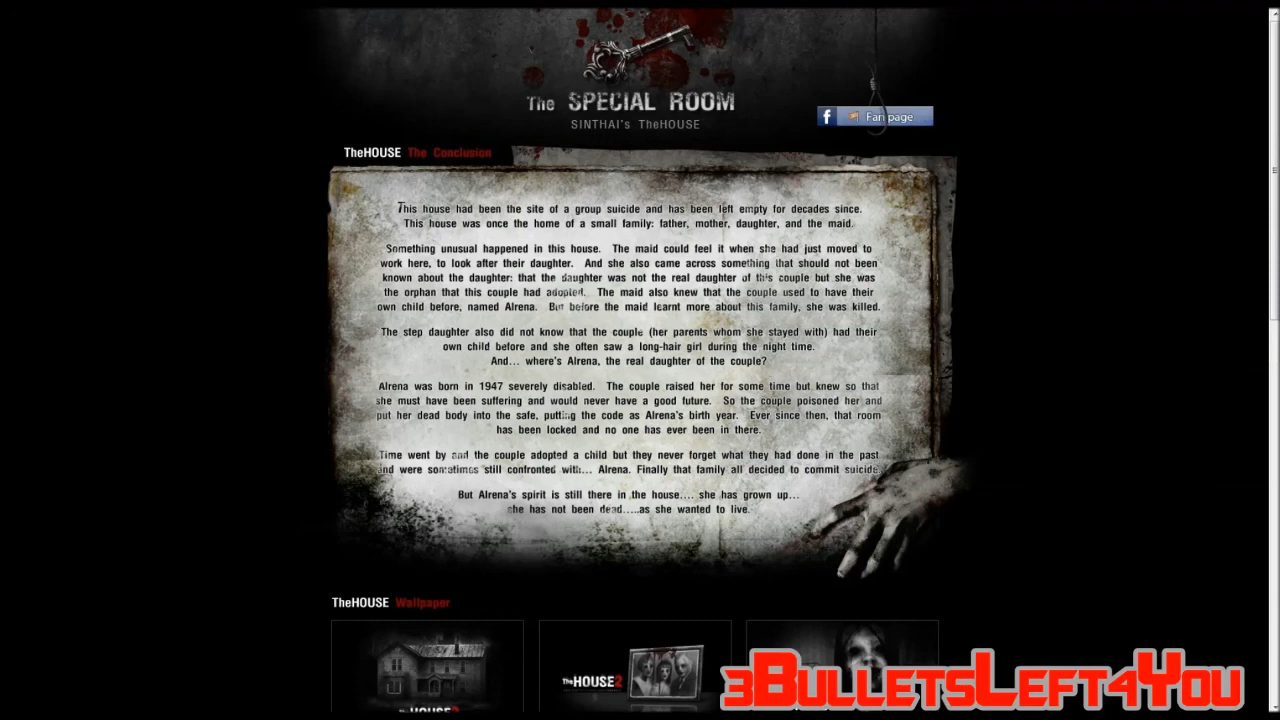 The SPECIAL ROOM
SINTHAI's TheHOUSE
f Fan page
TheHOUSE The Conclusion
This house had been the site of a group suicide and has been left empty for decades since.
This house was once the home of a small family: father, mother, daughter, and the maid.
Something unusual happened in this house. The maid could feel it when she had just moved to
work here, to look after their daughter. And she also came across something that should not been
known about the daughter: that the daughter was not the real daughter of this couple but she was
the orphan that this couple had adopted. The maid also knew that the couple used to have their
own child before, named Alrena. But before the maid learnt more about this family, she was killed.
The step daughter also did not know that the couple (her parents whom she stayed with) had their
own child before and she often saw a long-hair girl during the night time.
And... where's Alrena, the real daughter of the couple?
Alrena was born in 1947 severely disabled. The couple raised her for some time but knew so that
she must have been suffering and would never have a good future. So the couple poisoned her and
put her dead body into the safe, putting the code as Alrena's birth year. Ever since then, that room
has been locked and no one has ever been in there.
Time went by and the couple adopted a child but they never forget what they had done in the past
and were sometimes still confronted with... Alrena. Finally that family all decided to commit suicide.
But Alrena's spirit is still there in the house.... she has grown up...
she has not been dead.....as she wanted to live.
TheHOUSE Wallpaper
TheHOUSE 2
3BulletsLeft4You